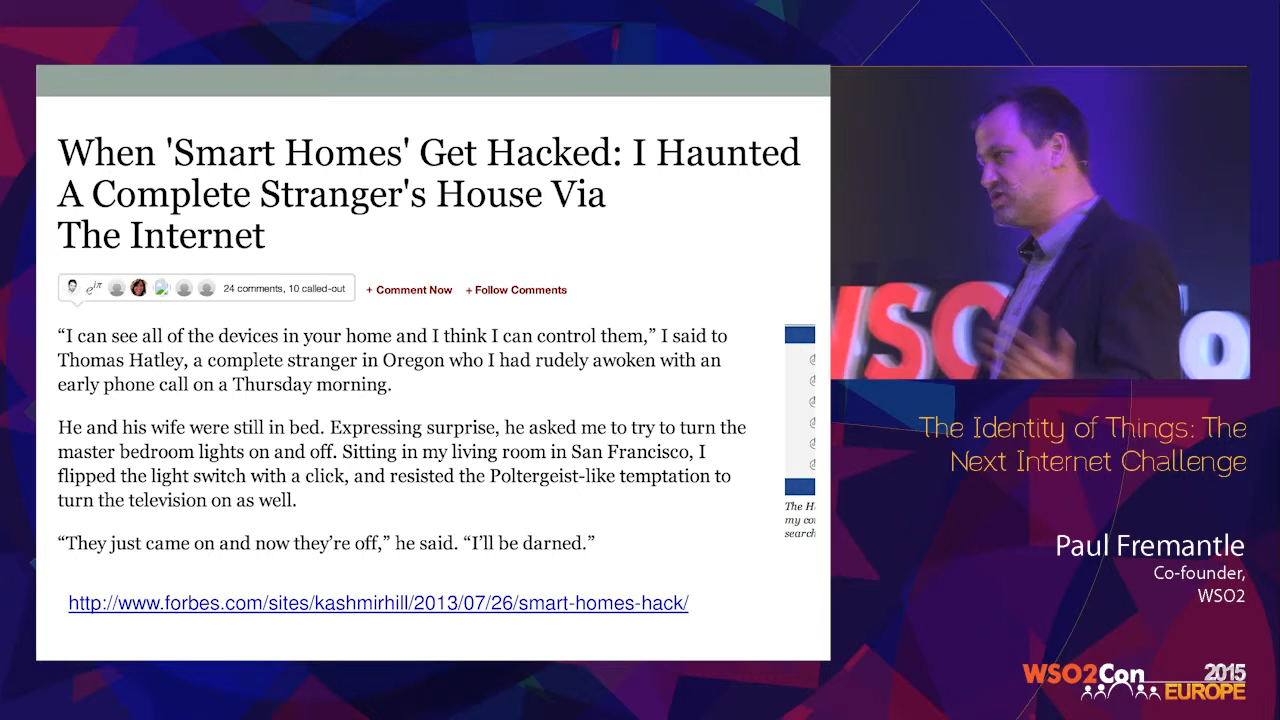 When 'Smart Homes' Get Hacked: I Haunted
A Complete Stranger's House Via
The Internet
24 comments, 10 called-out
+ Comment Now
+ Follow Comments
“I can see all of the devices in your home and I think I can control them,” I said to
Thomas Hatley, a complete stranger in Oregon who I had rudely awoken with an
early phone call on a Thursday morning.
He and his wife were still in bed. Expressing surprise, he asked me to try to turn the
master bedroom lights on and off. Sitting in my living room in San Francisco, I
flipped the light switch with a click, and resisted the Poltergeist-like temptation to
turn the television on as well.
“They just came on and now they’re off,” he said. “I’ll be darned.”
The
my
search
http://www.forbes.com/sites/kashmirhill/2013/07/26/smart-homes-hack/
WSO
The Identity of Things: The
Next Internet Challenge
Paul Fremantle
Co-founder,
WSO2
WSO2Con 2015
EUROPE